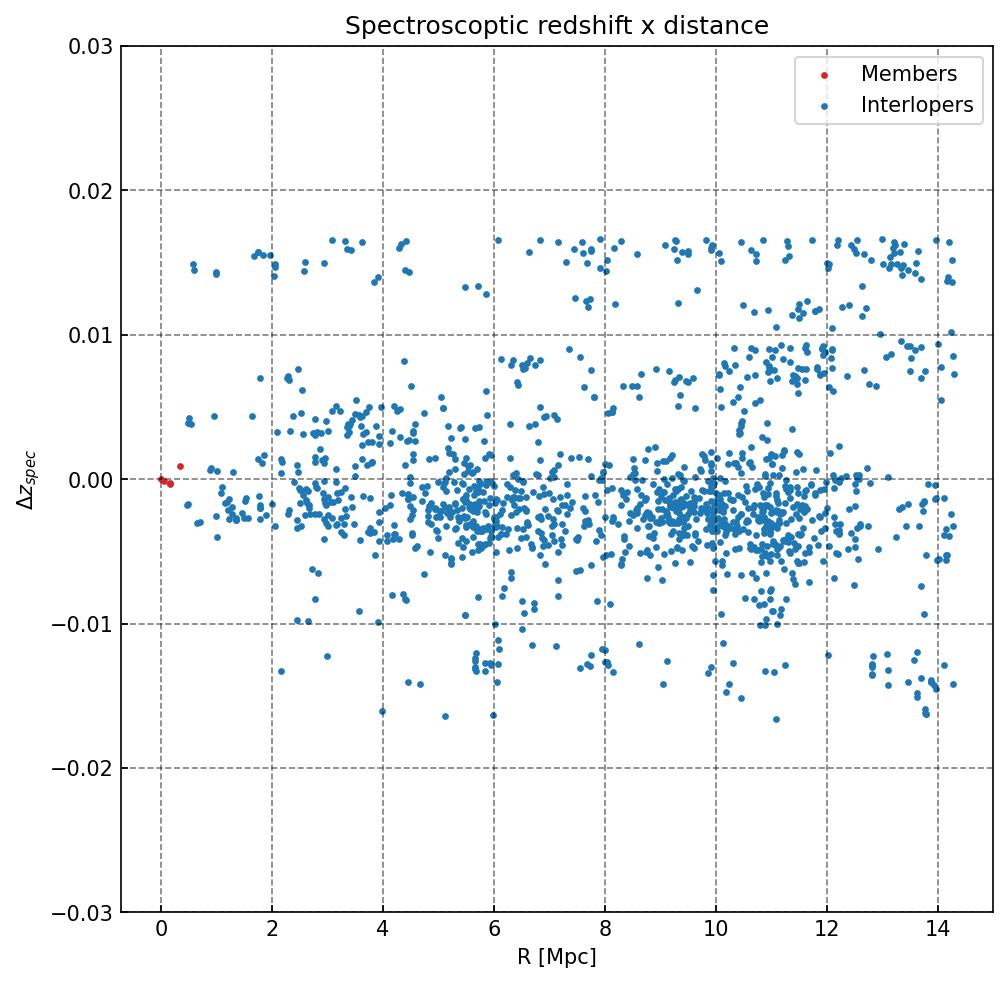 Spectroscoptic redshift x distance
Members
Interlopers
0.03
0.02
0.01
0.00
−0.01
−0.02
−0.03
Δz_spec
0 2 4 6 8 10 12 14
R [Mpc]